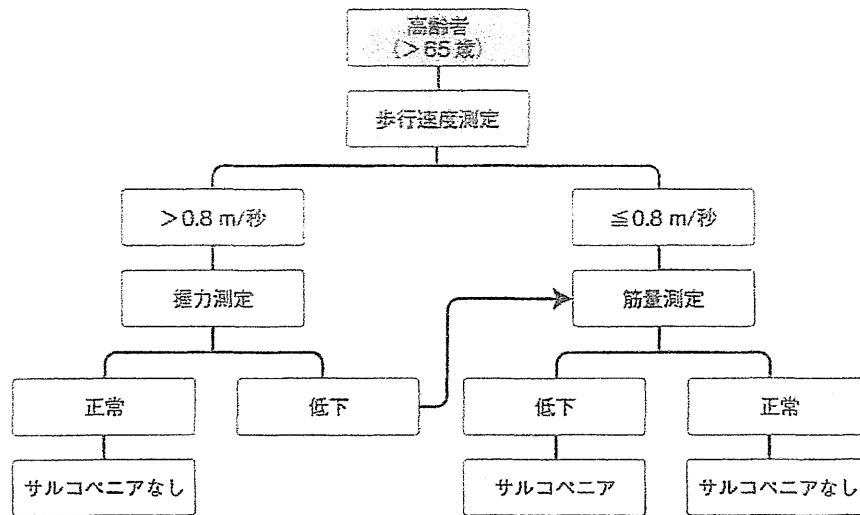 高齢者
(＞65歳)
歩行速度測定
＞0.8 m/秒
≦0.8 m/秒
握力測定
筋量測定
正常
低下
低下
正常
サルコペニアなし
サルコペニア
サルコペニアなし